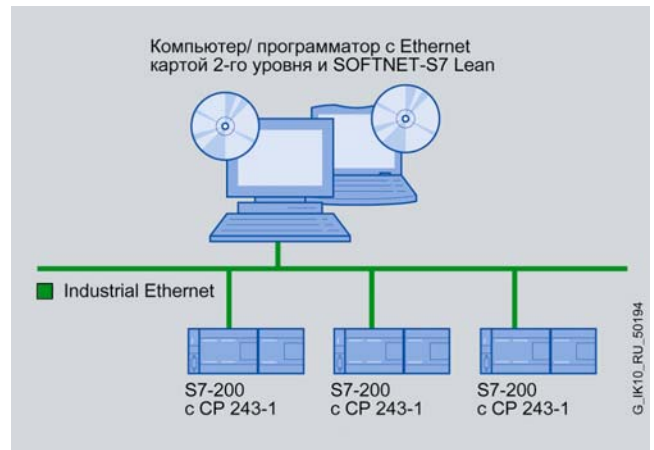 Компьютер/ программатор с Ethernet
картой 2-го уровня и SOFTNET-S7 Lean
Industrial Ethernet
S7-200
с CP 243-1
S7-200
с CP 243-1
S7-200
с CP 243-1
G_IK10_RU_50194